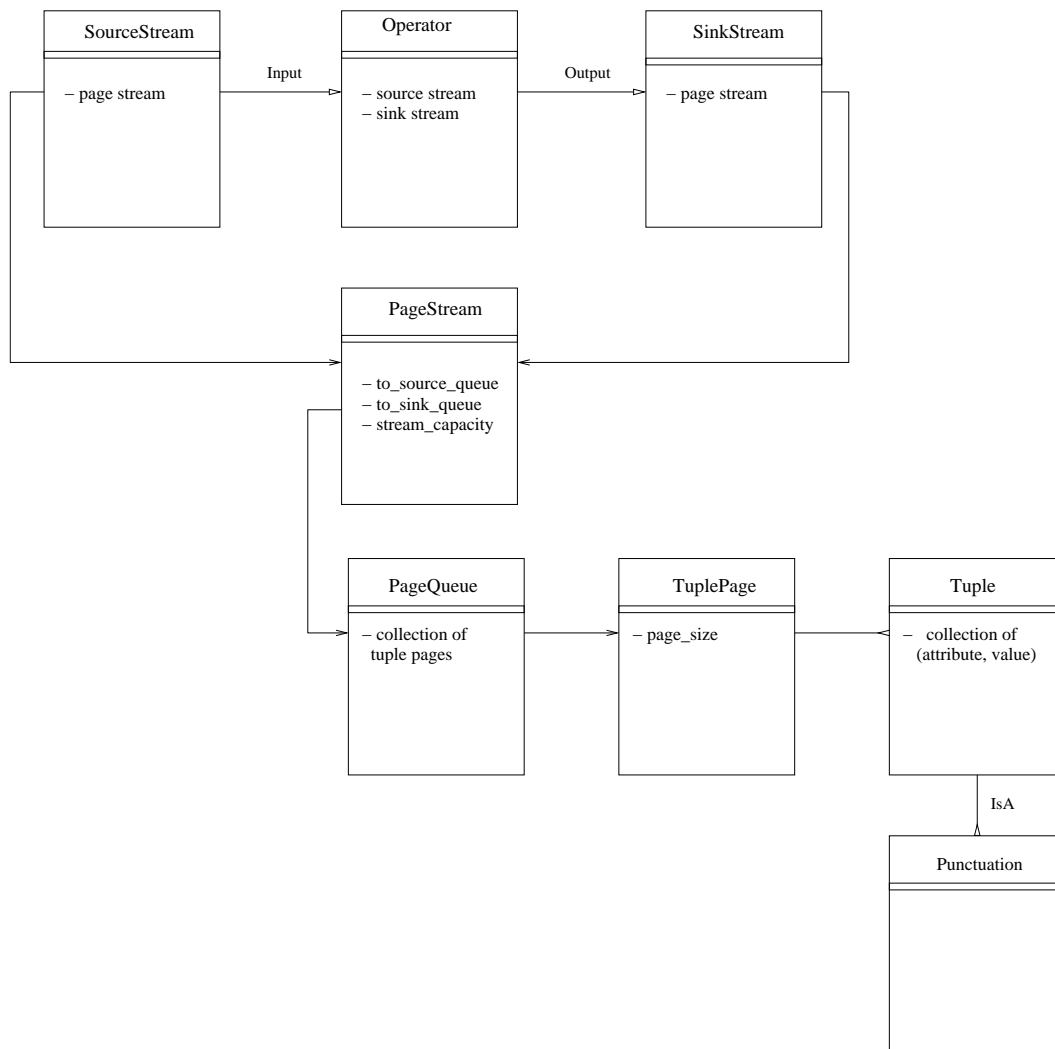 SourceStream
– page stream
Input
Operator
– source stream
– sink stream
Output
SinkStream
– page stream
PageStream
– to_source_queue
– to_sink_queue
– stream_capacity
PageQueue
– collection of
tuple pages
TuplePage
– page_size
Tuple
– collection of
(attribute, value)
IsA
Punctuation